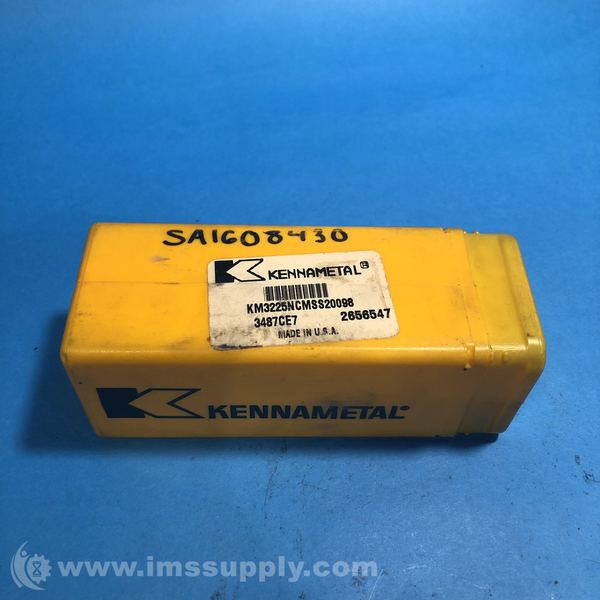 SA1608430
KENNAMETAL®
KM3225NCMSS20098
3487CE7 2656547
MADE IN U.S.A.
KENNAMETAL®
www.imssupply.com